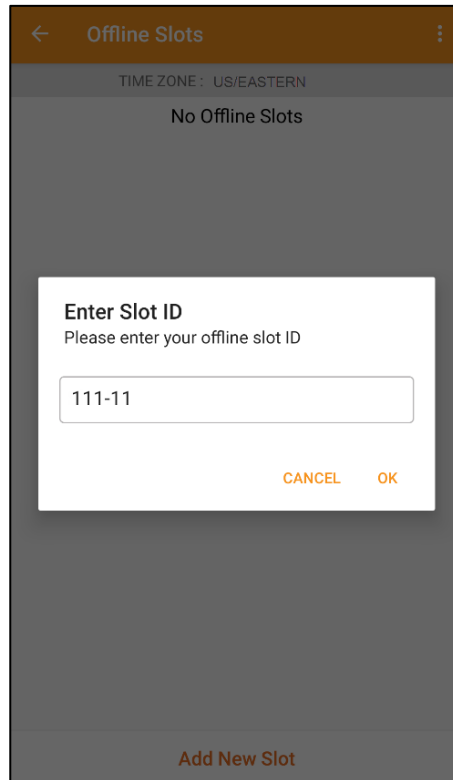 Offline Slots
TIME ZONE : US/EASTERN
No Offline Slots
Enter Slot ID
Please enter your offline slot ID
111-11
CANCEL OK
Add New Slot